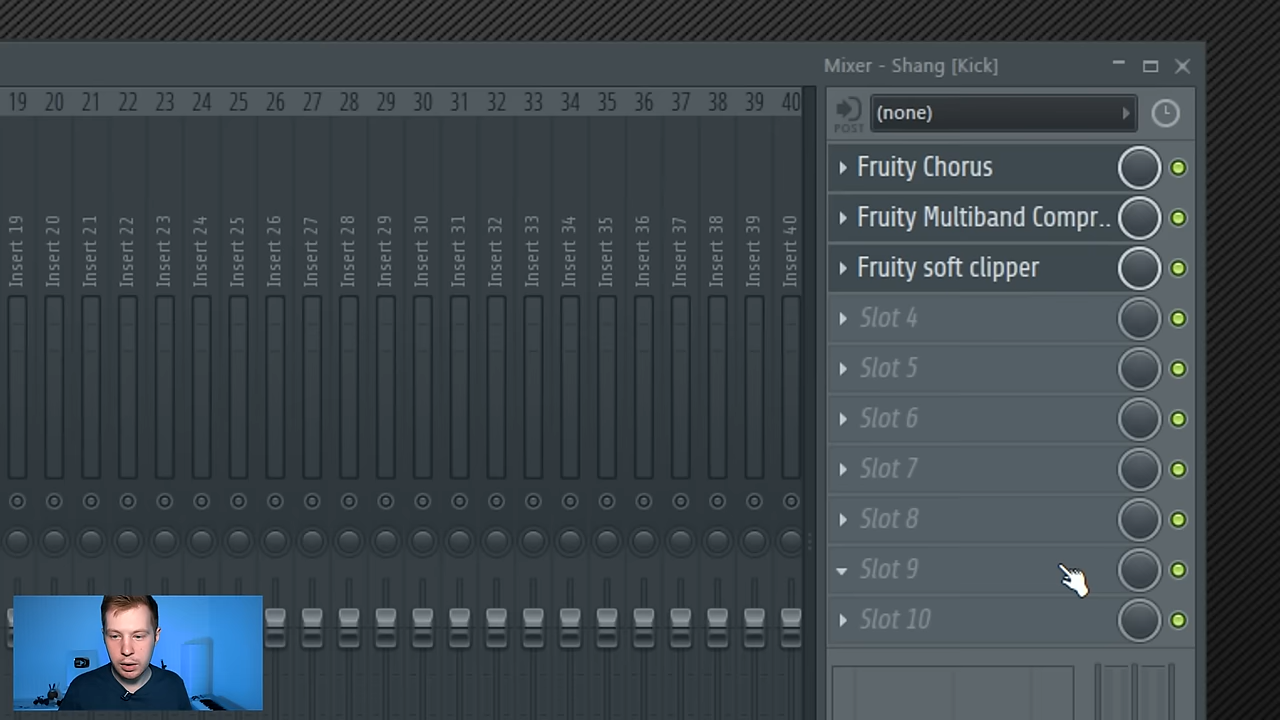 Mixer - Shang [Kick]
19 20 21 22 23 24 25 26 27 28 29 30 31 32 33 34 35 36 37 38 39 40
POST
(none)
Fruity Chorus
Fruity Multiband Compr..
Fruity soft clipper
Slot 4
Slot 5
Slot 6
Slot 7
Slot 8
Slot 9
Slot 10
Insert 19
Insert 20
Insert 21
Insert 22
Insert 23
Insert 24
Insert 25
Insert 26
Insert 27
Insert 28
Insert 29
Insert 30
Insert 31
Insert 32
Insert 33
Insert 34
Insert 35
Insert 36
Insert 37
Insert 38
Insert 39
Insert 40